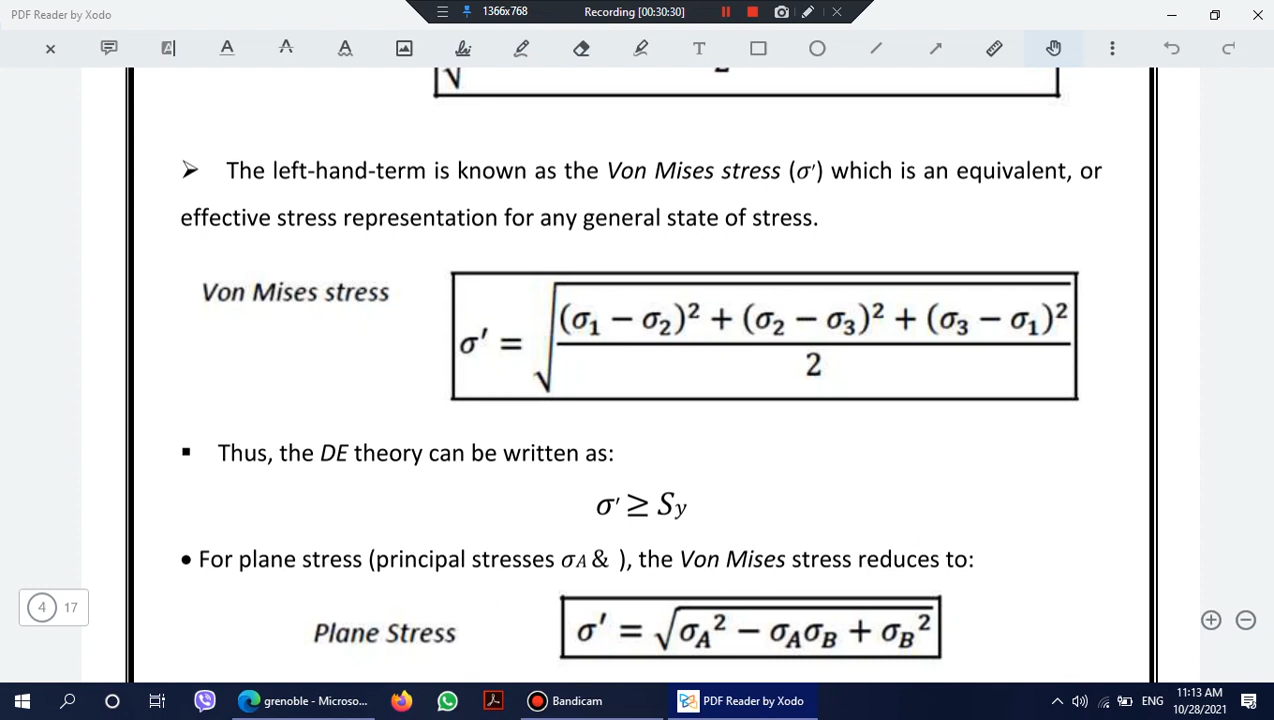 PDF Reader by Xodo
1366x768
Recording [00:30:30]
T
2
The left-hand-term is known as the Von Mises stress (σ′) which is an equivalent, or
effective stress representation for any general state of stress.
Von Mises stress
σ′ = √(((σ₁ − σ₂)² + (σ₂ − σ₃)² + (σ₃ − σ₁)²) / 2)
▪ Thus, the DE theory can be written as:
σ′ ≥ Sy
• For plane stress (principal stresses σA & ), the Von Mises stress reduces to:
Plane Stress
σ′ = √(σA² − σAσB + σB²)
4 17
grenoble - Microso...
Bandicam
PDF Reader by Xodo
ENG
11:13 AM
10/28/2021